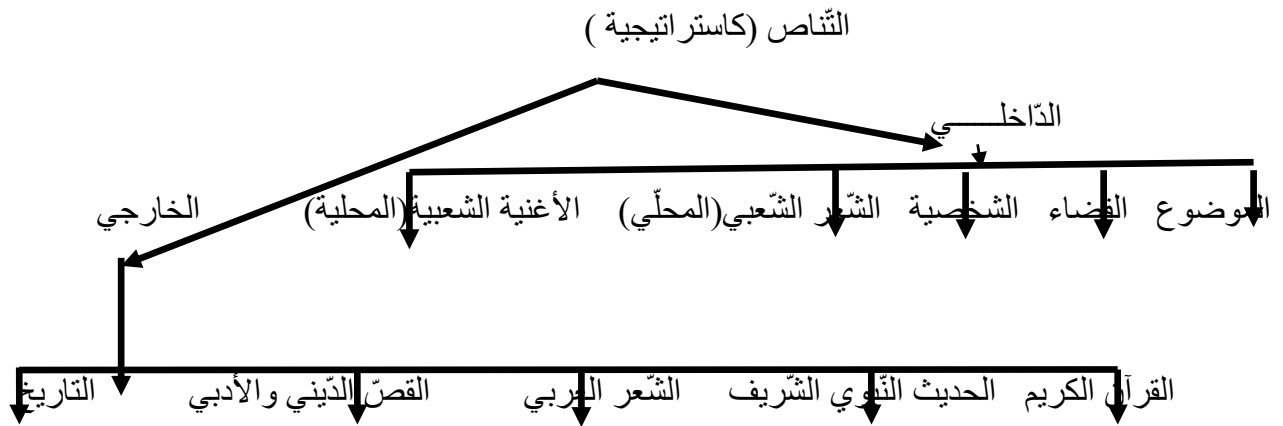 التّناص (كاستراتيجية )
الدّاخلـــــــي
الموضوع الفضاء الشخصية الشّعر الشّعبي(المحلّي) الأغنية الشعبية(المحلية)
الخارجي
القرآن الكريم الحديث النّبوي الشّريف الشّعر العربي القصّ الدّيني والأدبي التاريخ